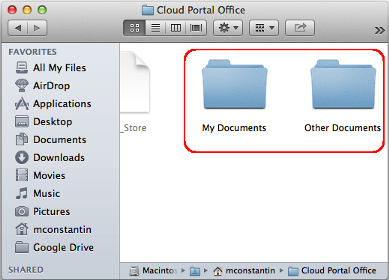 Cloud Portal Office
FAVORITES
All My Files
AirDrop
Applications
Desktop
Documents
Downloads
Movies
Music
Pictures
mconstantin
Google Drive
SHARED
_Store
My Documents
Other Documents
Macintos
mconstantin
Cloud Portal Office